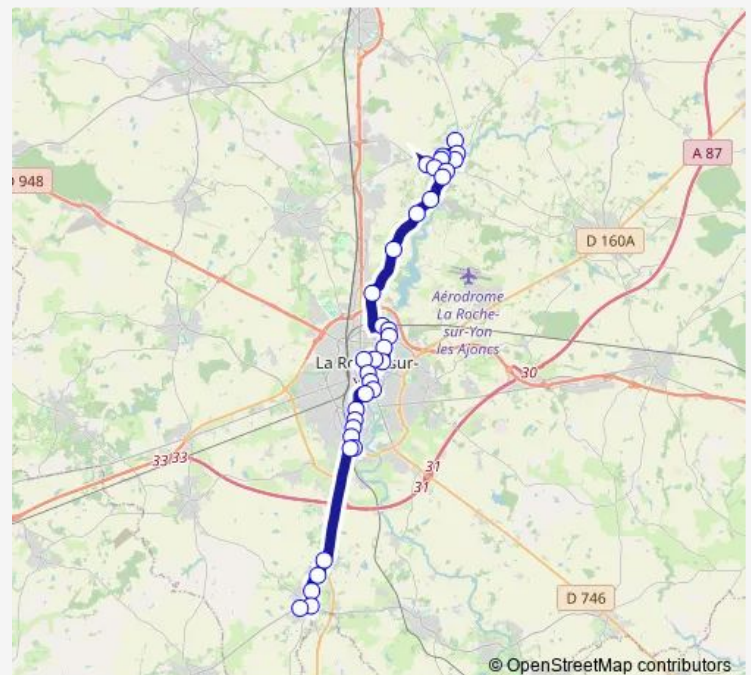 D 948
A 87
D 160A
Aérodrome
La Roche-
sur-Yon
les Ajoncs
La Ro
sur-
30
33 33
31
31
D 746
© OpenStreetMap contributors